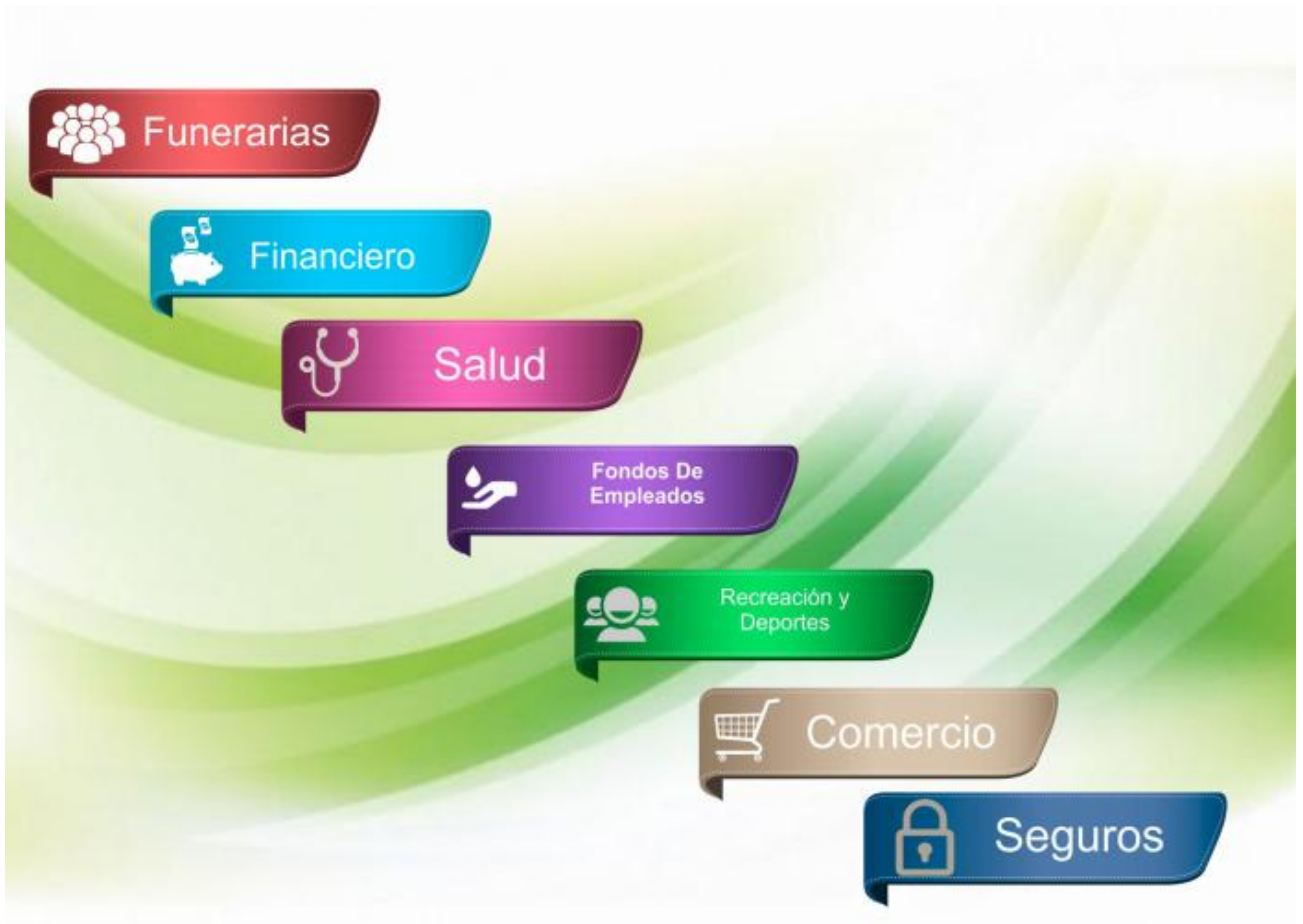 Funerarias
Financiero
Salud
Fondos De
Empleados
Recreación y
Deportes
Comercio
Seguros